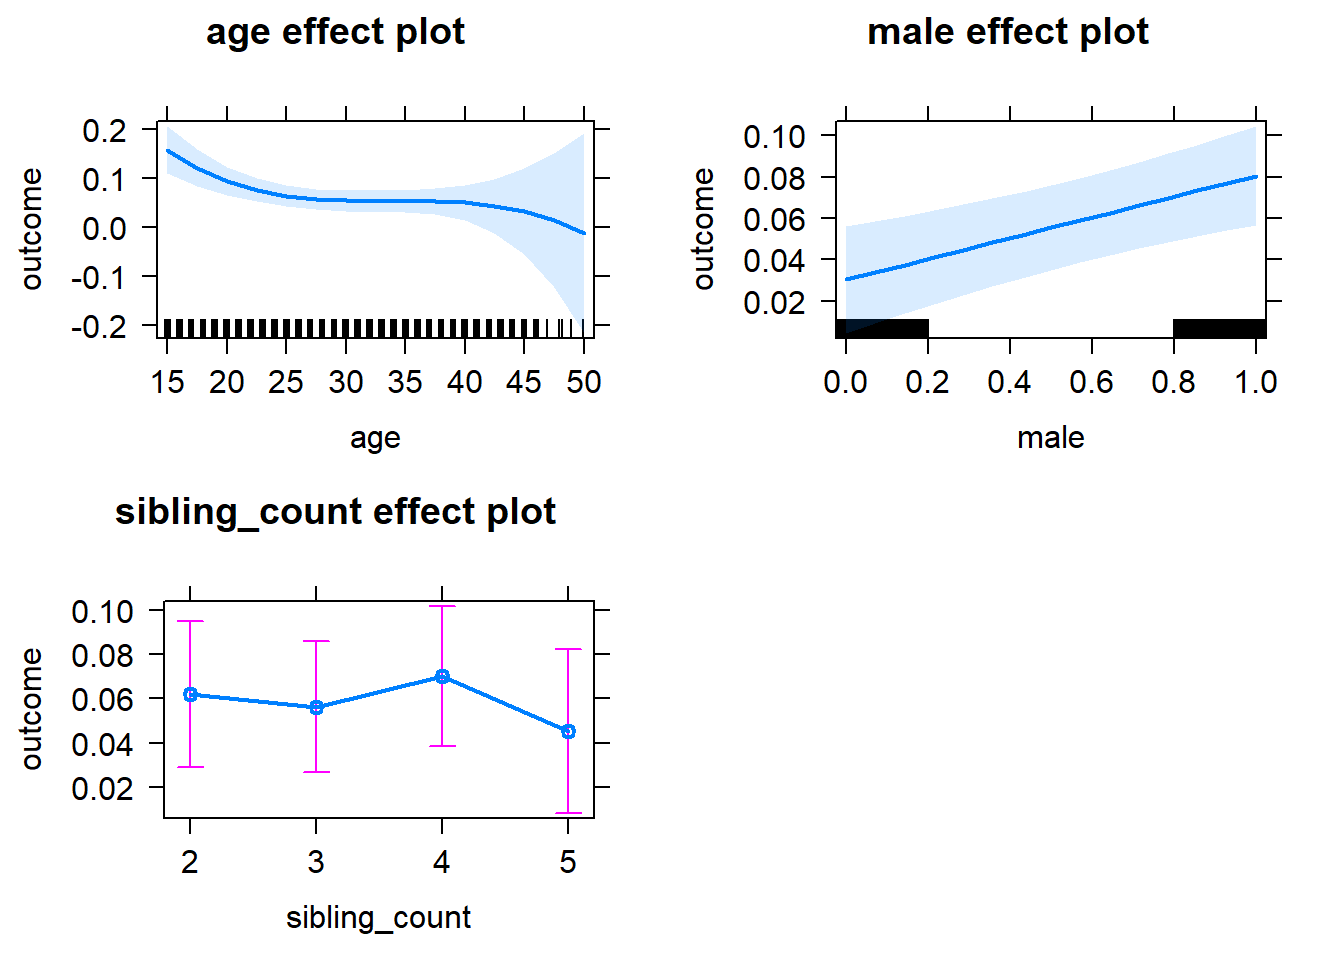 age effect plot
outcome
0.2
0.1
0.0
-0.1
-0.2
15 20 25 30 35 40 45 50
age
male effect plot
outcome
0.10
0.08
0.06
0.04
0.02
0.0 0.2 0.4 0.6 0.8 1.0
male
sibling_count effect plot
outcome
0.10
0.08
0.06
0.04
0.02
2 3 4 5
sibling_count